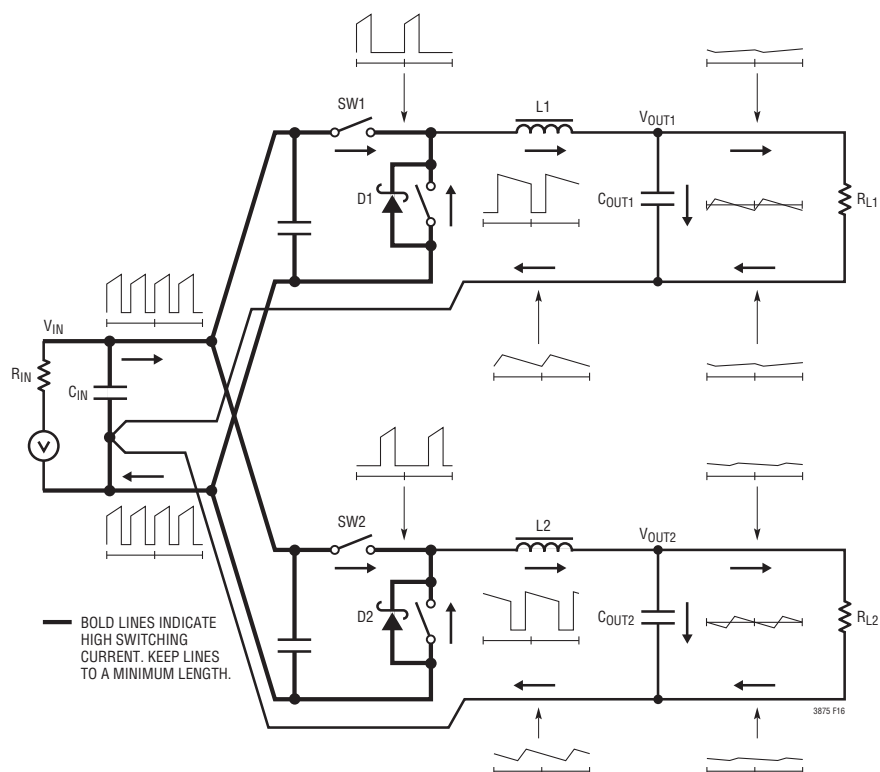 SW1
L1
VOUT1
D1
COUT1
RL1
VIN
RIN
CIN
V
SW2
L2
VOUT2
D2
COUT2
RL2
BOLD LINES INDICATE
HIGH SWITCHING
CURRENT. KEEP LINES
TO A MINIMUM LENGTH.
3875 F16